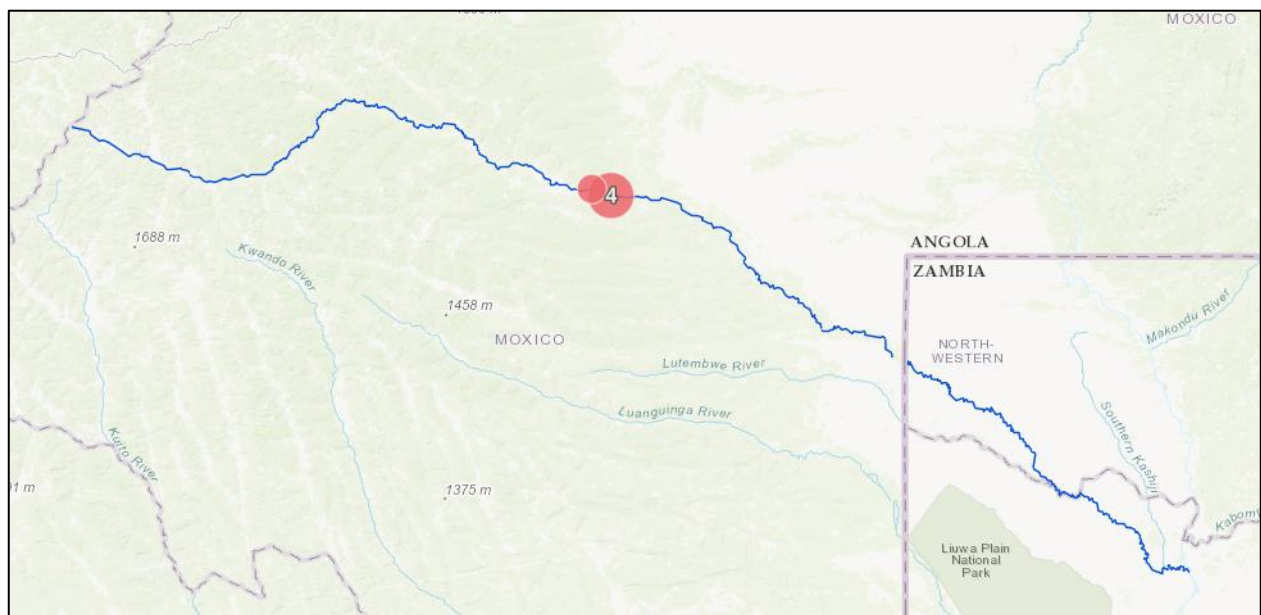 MOXICO
1688 m
Kwando River
4
ANGOLA
ZAMBIA
1458 m
MOXICO
NORTH-
WESTERN
Makondu River
Lutembwe River
Luanguinga River
Southern Kashiji
Kuito River
1375 m
Liuwa Plain
National
Park